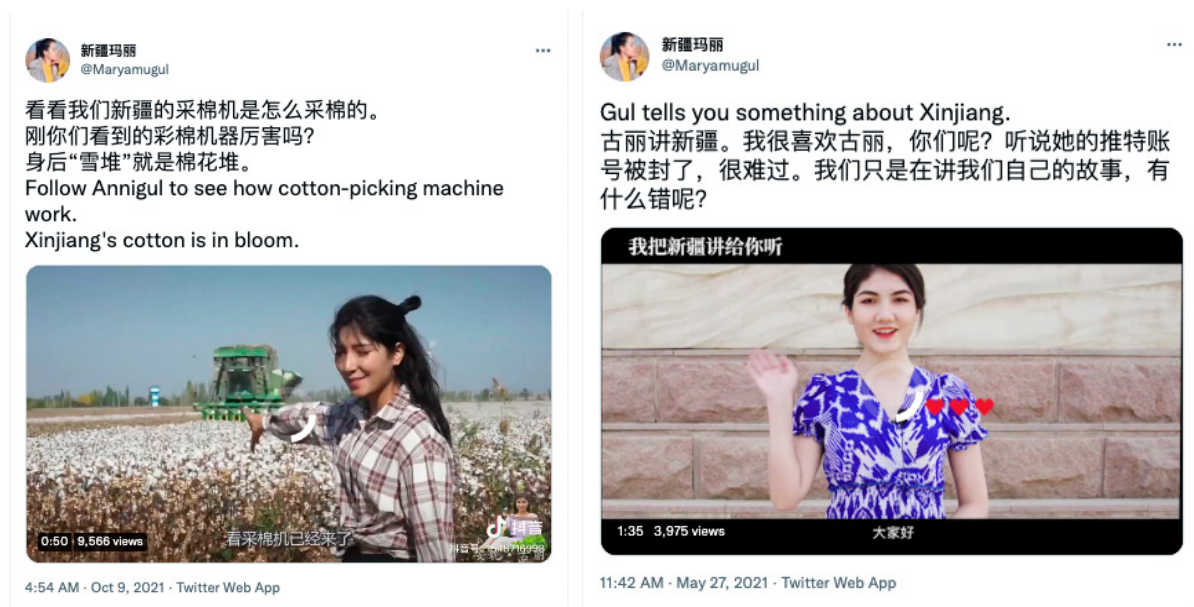 新疆玛丽
@Maryamugul
看看我们新疆的采棉机是怎么采棉的。
刚你们看到的彩棉机器厉害吗?
身后“雪堆”就是棉花堆。
Follow Annigul to see how cotton-picking machine
work.
Xinjiang's cotton is in bloom.
看采棉机已经来了
抖音
0:50 9,566 views
4:54 AM · Oct 9, 2021 · Twitter Web App
新疆玛丽
@Maryamugul
Gul tells you something about Xinjiang.
古丽讲新疆。我很喜欢古丽，你们呢？听说她的推特账
号被封了，很难过。我们只是在讲我们自己的故事，有
什么错呢？
我把新疆讲给你听
1:35 3,975 views
大家好
11:42 AM · May 27, 2021 · Twitter Web App